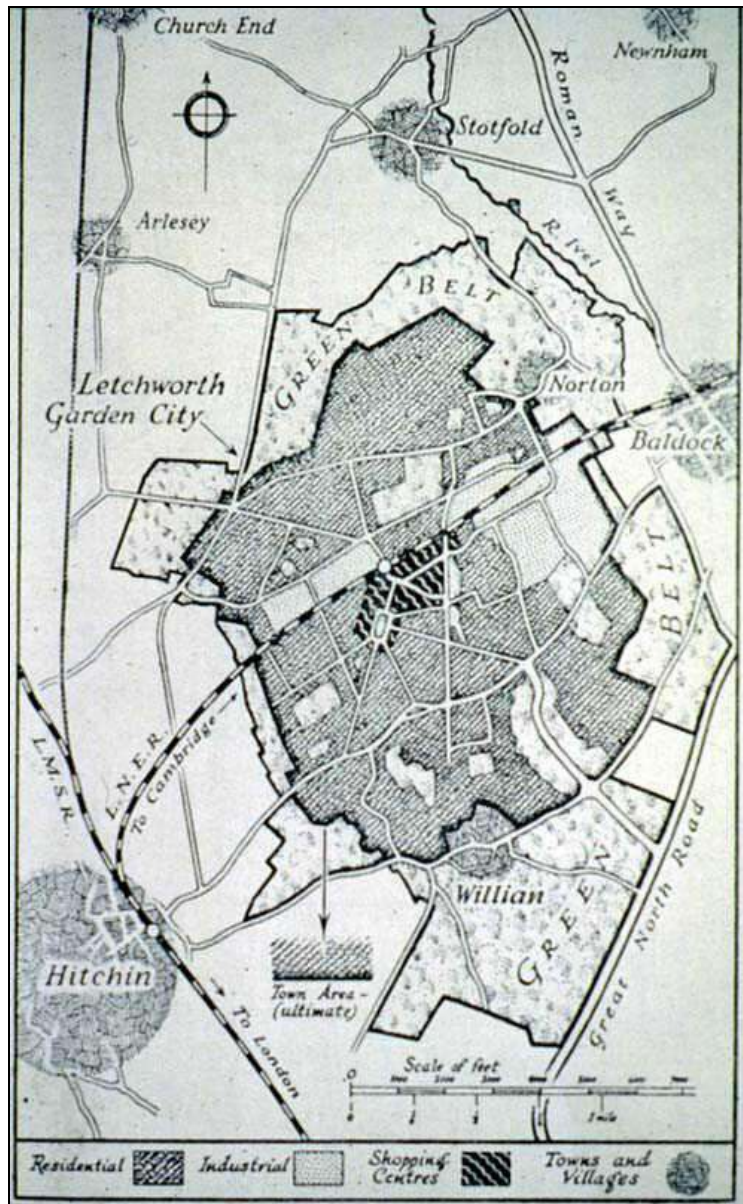 Church End
Newnham
Roman
Way
Stotfold
R. Ivel
Arlesey
GREEN
BELT
Letchworth
Garden City
Norton
Baldock
BELT
L.N.E.R.
To Cambridge
L.M.S.R.
Willian
GREEN
Great North Road
Hitchin
Town Area -
(ultimate)
To London
Scale of feet
0
1 mile
Residential
Industrial
Shopping
Centres
Towns and
Villages